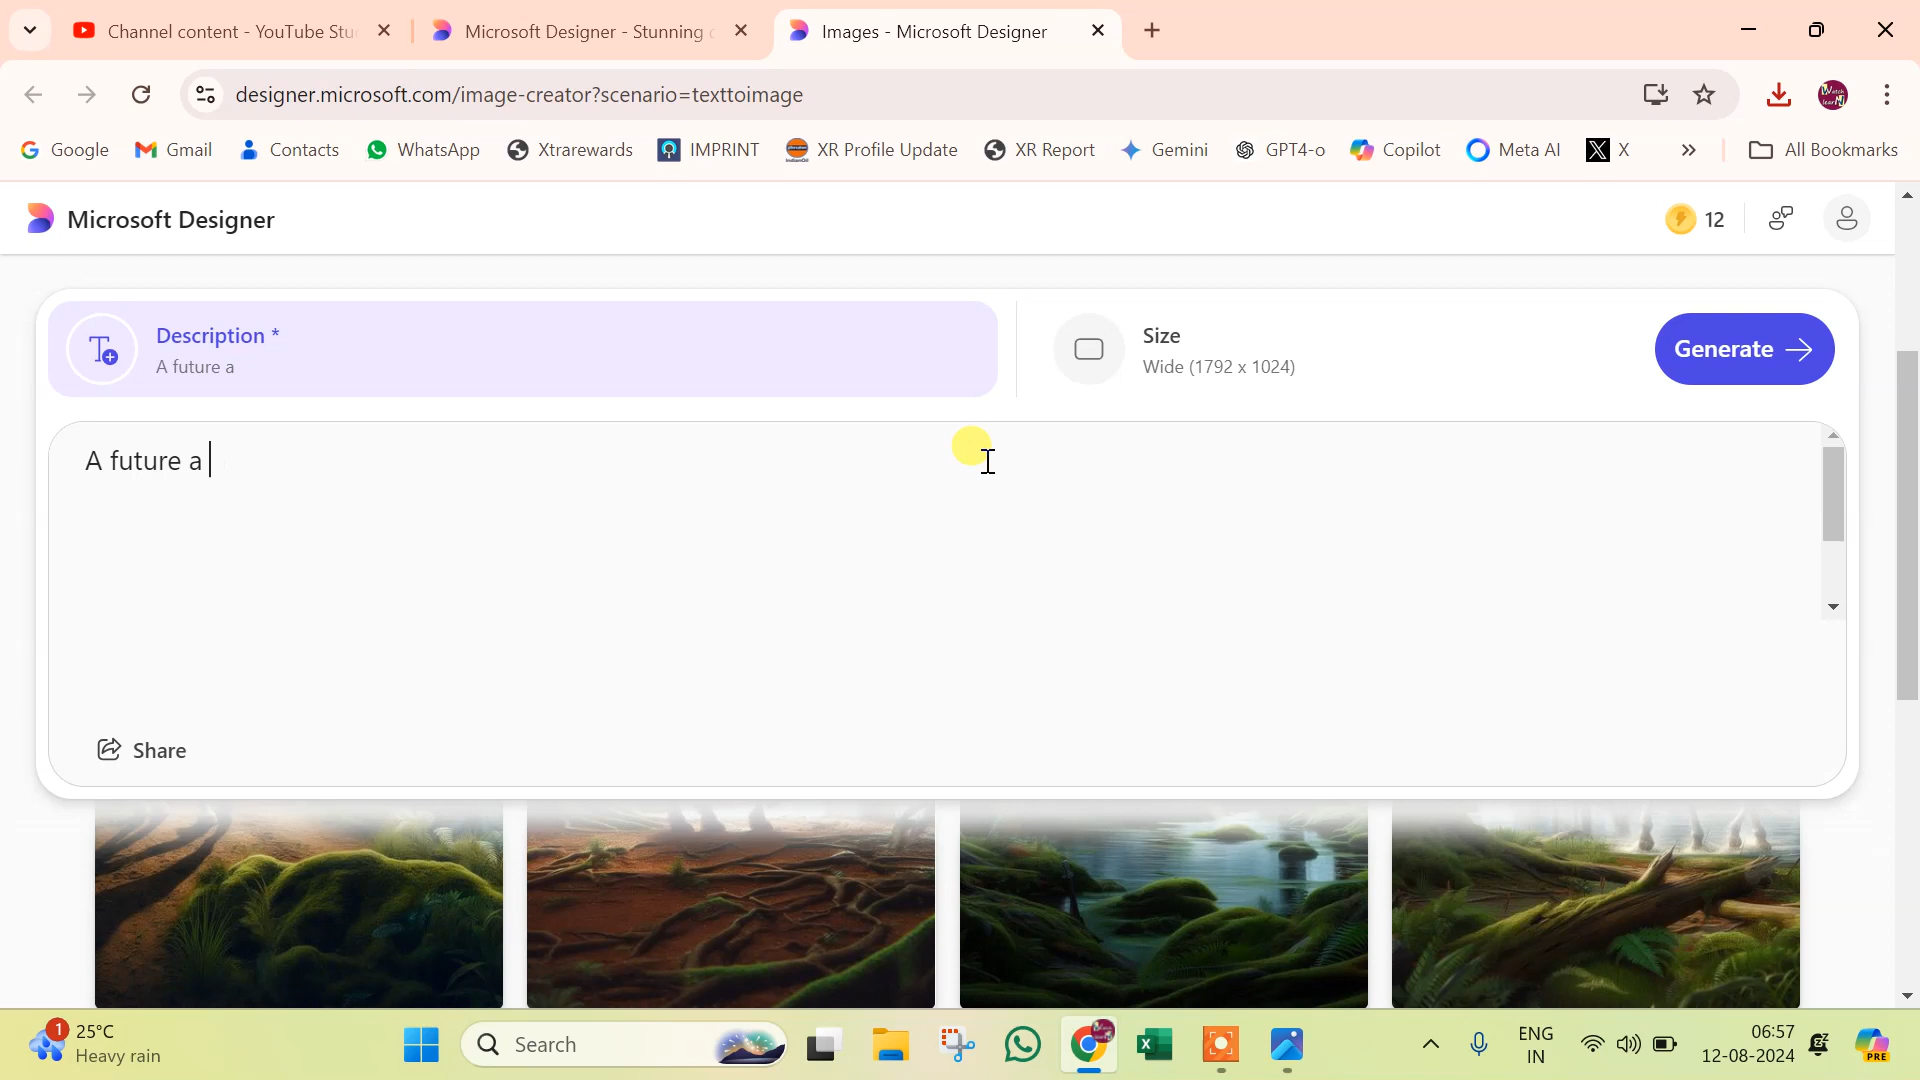 Channel content - YouTube Stu
Microsoft Designer - Stunning
Images - Microsoft Designer
designer.microsoft.com/image-creator?scenario=texttoimage
Google
Gmail
Contacts
WhatsApp
Xtrarewards
IMPRINT
XR Profile Update
XR Report
Gemini
GPT4-o
Copilot
Meta AI
X
All Bookmarks
Microsoft Designer
12
Description *
A future a
Size
Wide (1792 x 1024)
Generate
A future a
Share
1
25°C
Heavy rain
Search
ENG
IN
06:57
12-08-2024
PRE